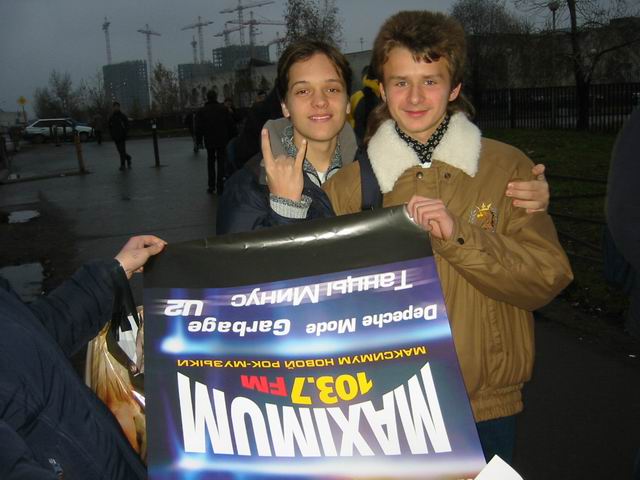 MAXIMUM
103.7 FM
МАКСИМУМ НОВОЙ РОК-МУЗЫКИ
Depeche Mode Garbage U2
Танцы Минус